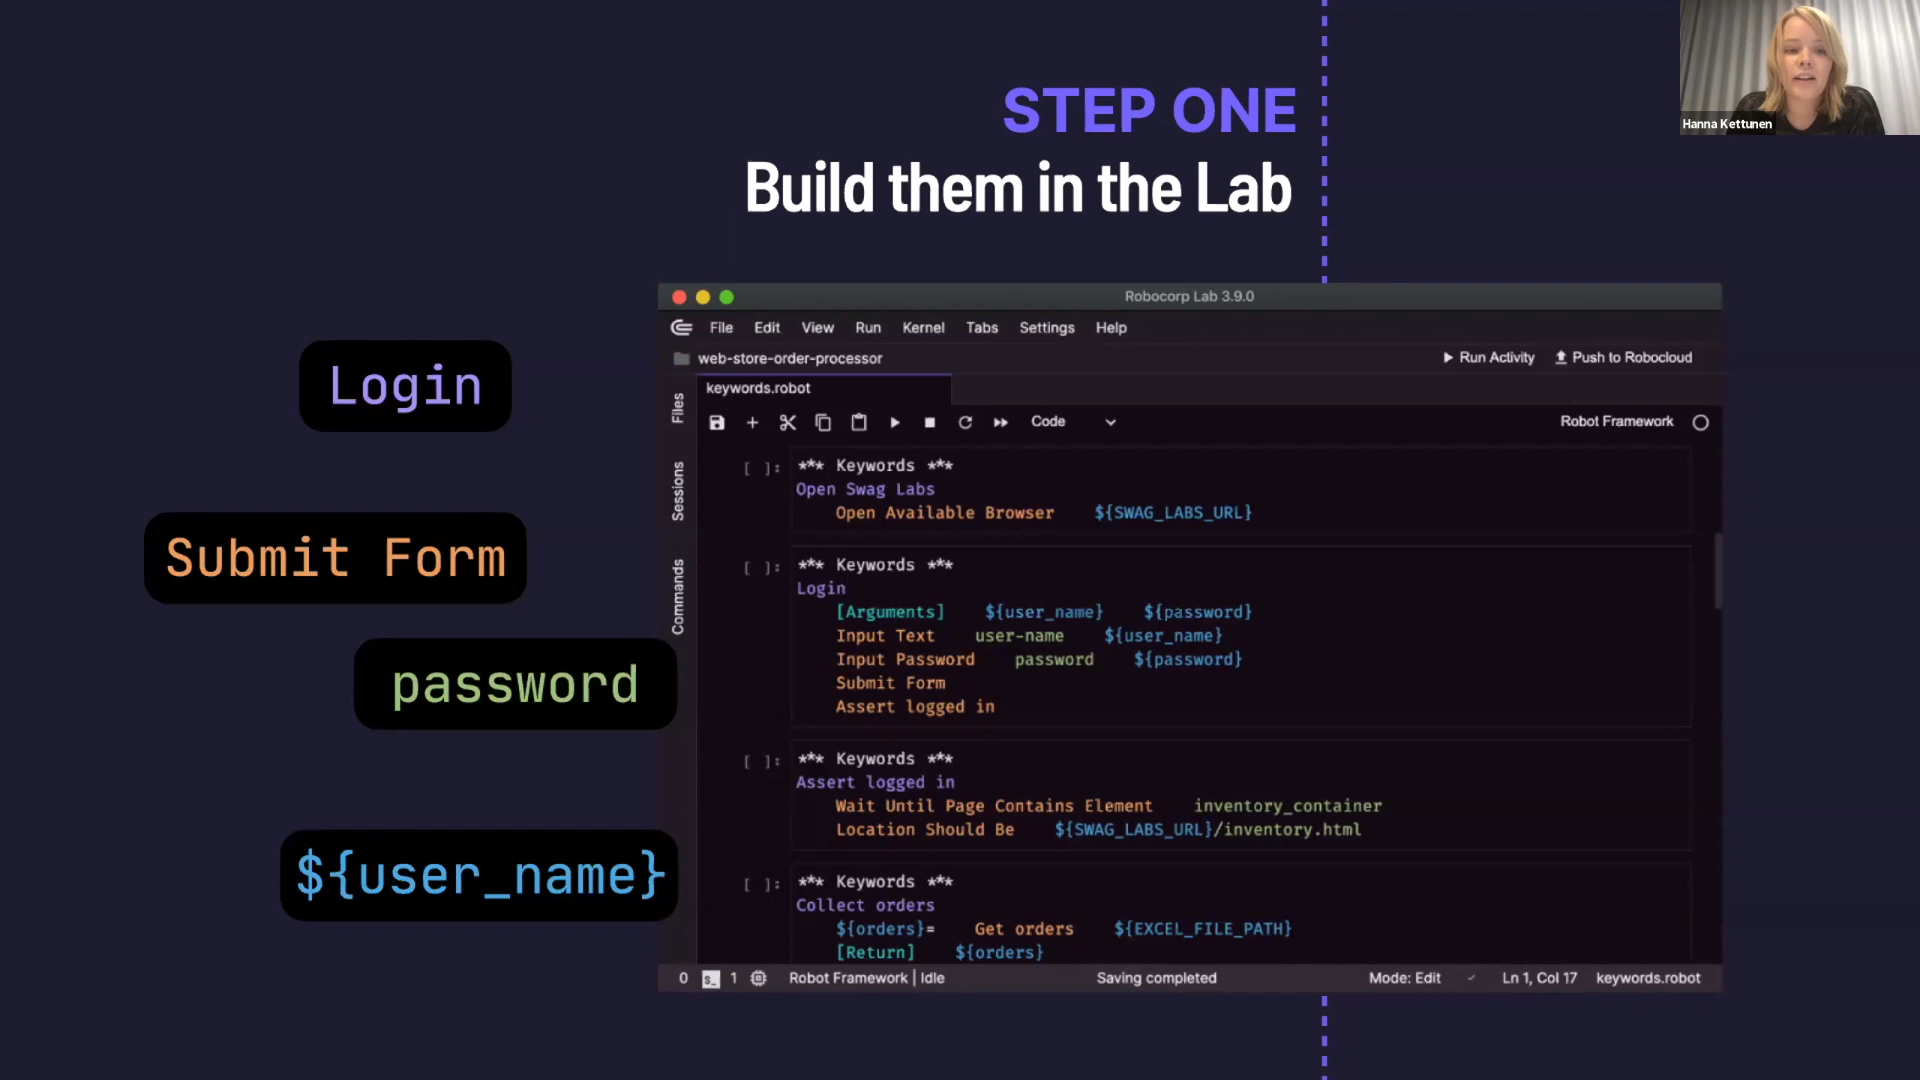 STEP ONE
Build them in the Lab
Hanna Kettunen
Login
Submit Form
password
${user_name}
Robocorp Lab 3.9.0
File Edit View Run Kernel Tabs Settings Help
web-store-order-processor
Run Activity Push to Robocloud
keywords.robot
Files
Sessions
Commands
Code
Robot Framework
[ ]: *** Keywords ***
Open Swag Labs
Open Available Browser ${SWAG_LABS_URL}
[ ]: *** Keywords ***
Login
[Arguments] ${user_name} ${password}
Input Text user-name ${user_name}
Input Password password ${password}
Submit Form
Assert logged in
[ ]: *** Keywords ***
Assert logged in
Wait Until Page Contains Element inventory_container
Location Should Be ${SWAG_LABS_URL}/inventory.html
[ ]: *** Keywords ***
Collect orders
${orders}= Get orders ${EXCEL_FILE_PATH}
[Return] ${orders}
0 $_ 1 Robot Framework | Idle Saving completed Mode: Edit Ln 1, Col 17 keywords.robot